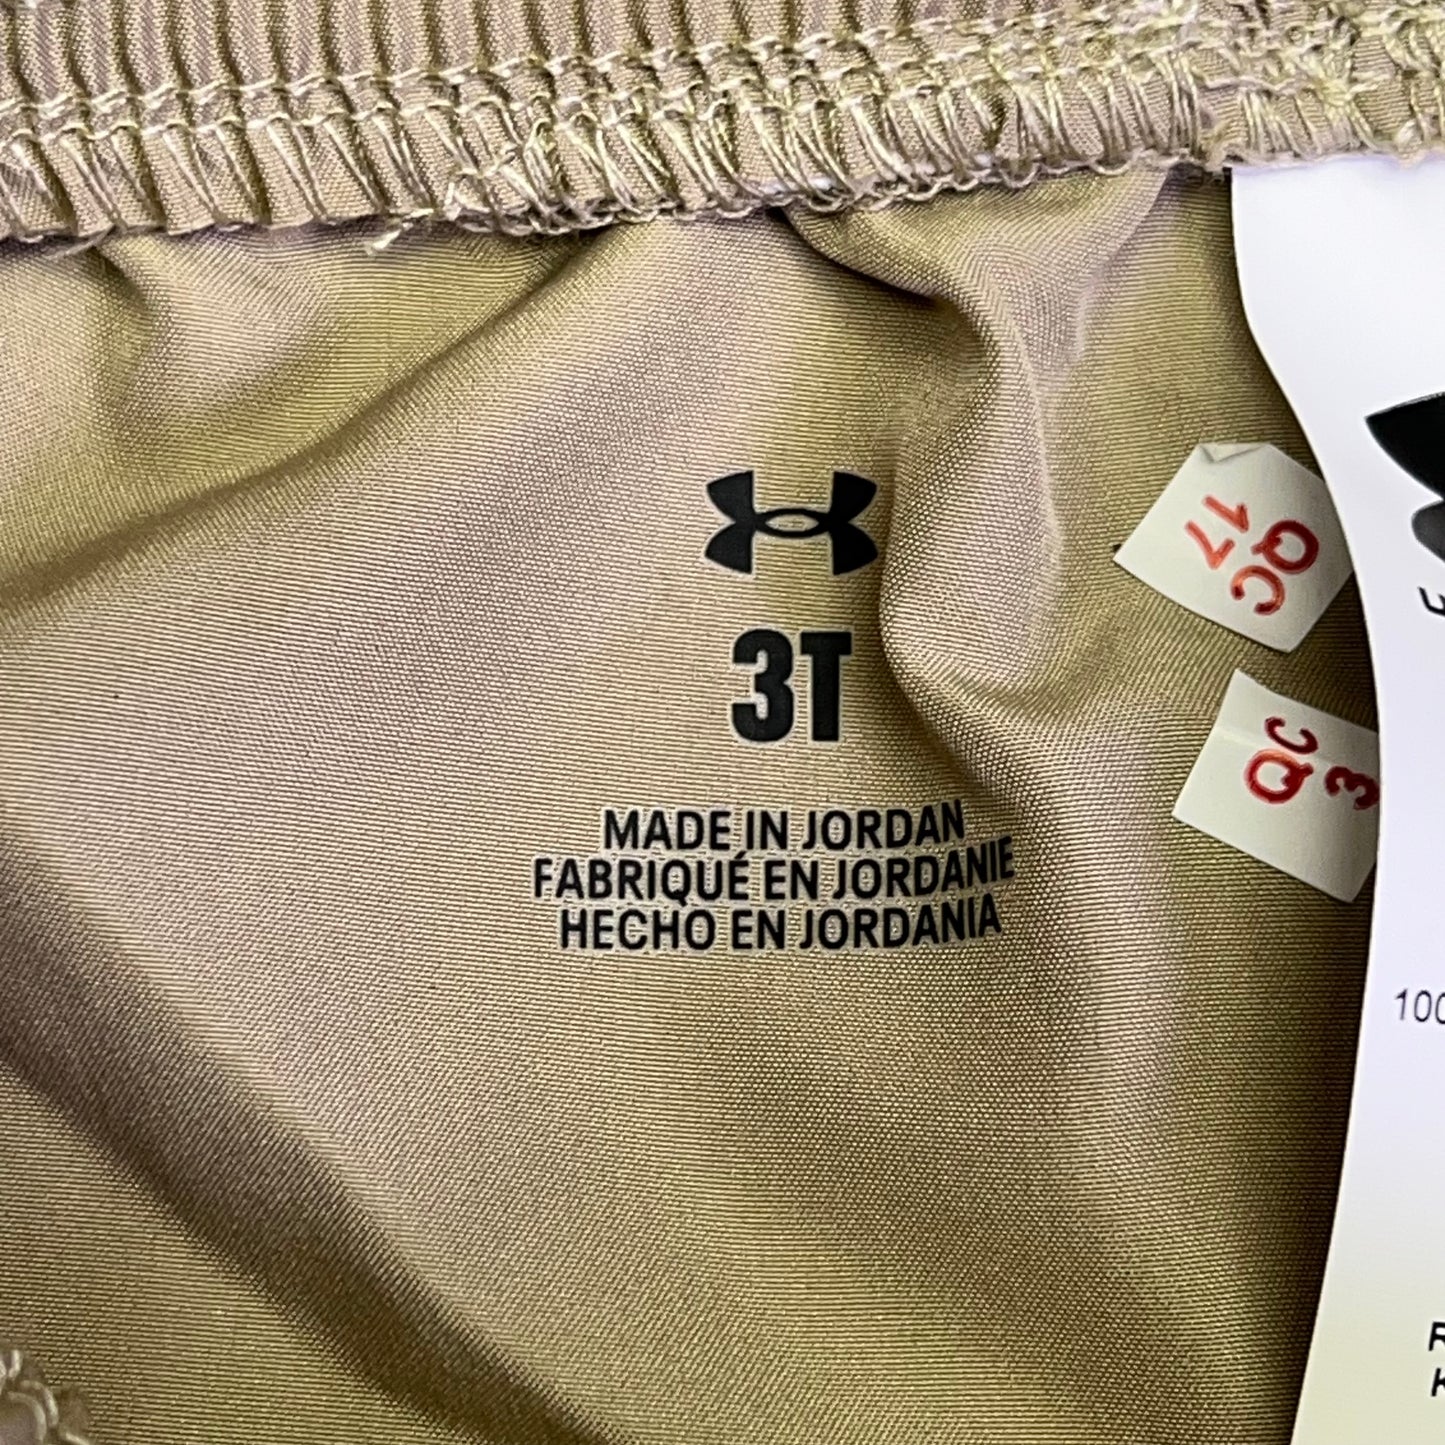 3T
MADE IN JORDAN
FABRIQUÉ EN JORDANIE
HECHO EN JORDANIA
QC
17
QC
3
100